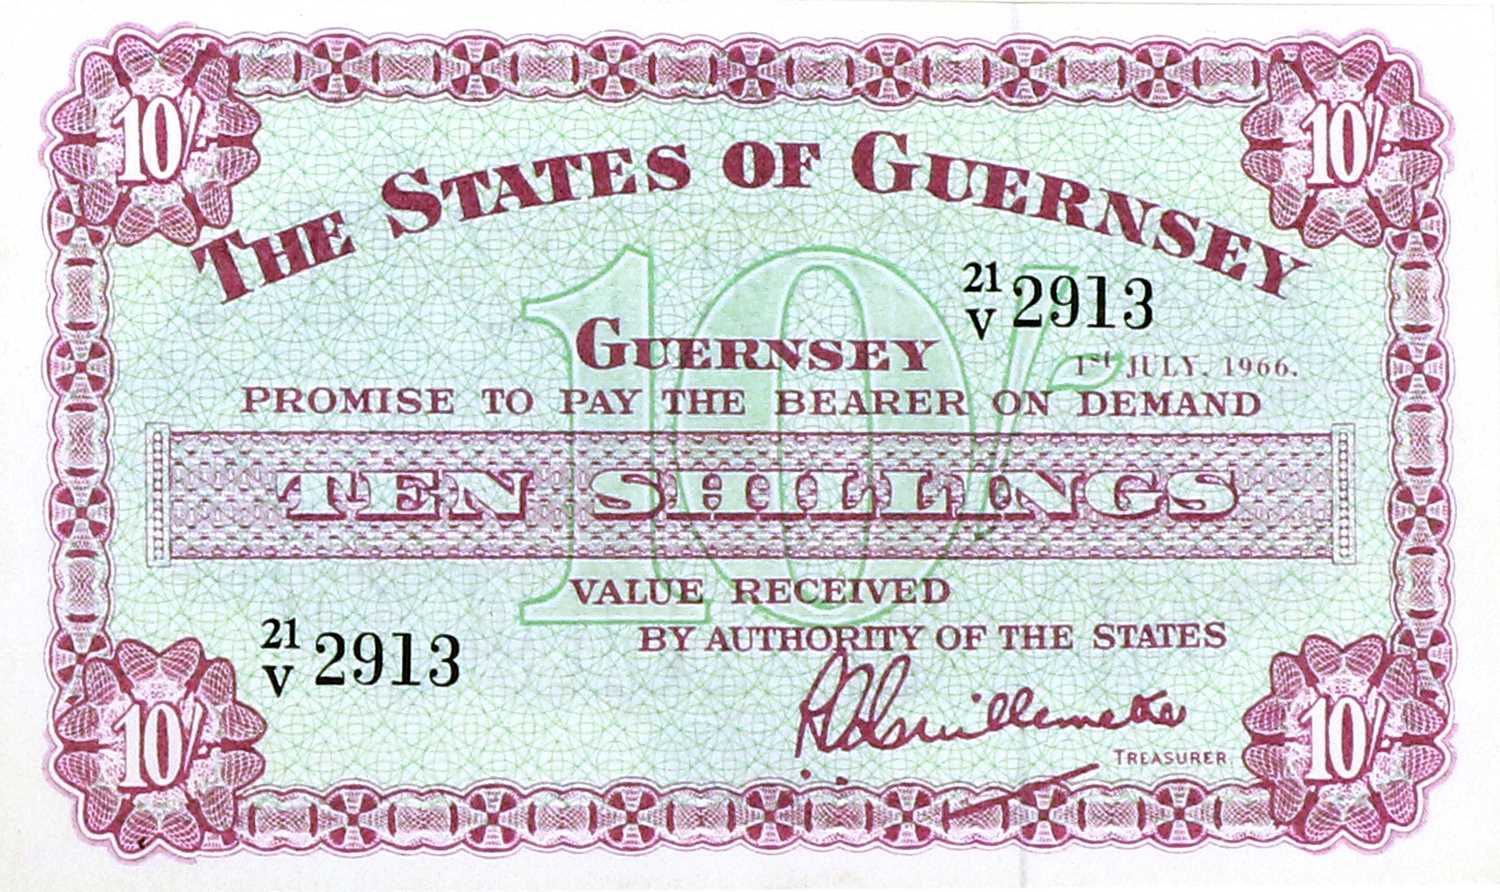 10/- 10/-
THE STATES OF GUERNSEY
21/V 2913
GUERNSEY
1st JULY, 1966.
PROMISE TO PAY THE BEARER ON DEMAND
10/-
TEN SHILLINGS
VALUE RECEIVED
BY AUTHORITY OF THE STATES
21/V 2913
TREASURER.
10/- 10/-